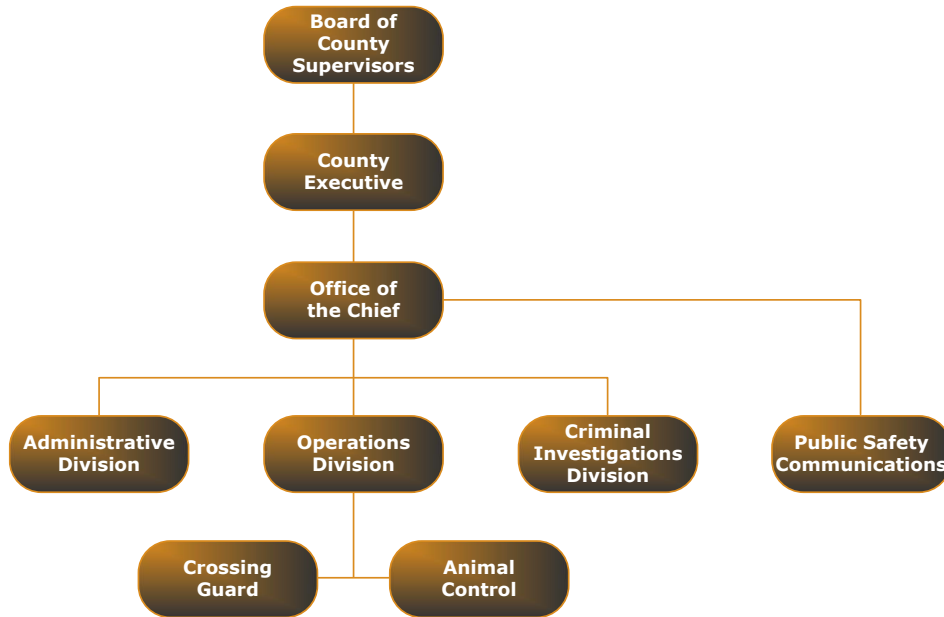 Board of
County
Supervisors
County
Executive
Office of
the Chief
Administrative
Division
Operations
Division
Criminal
Investigations
Division
Public Safety
Communications
Crossing
Guard
Animal
Control